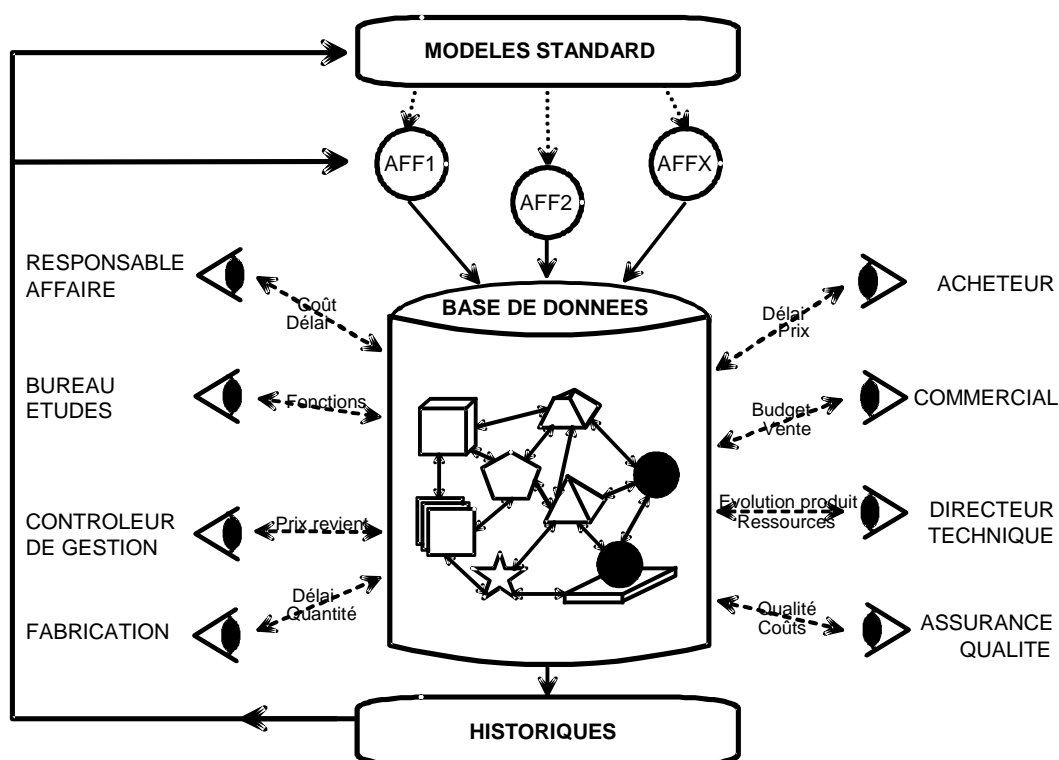 MODELES STANDARD
AFF1
AFF2
AFFX
RESPONSABLE
AFFAIRE
Coût
Délai
BASE DE DONNEES
Délai
Prix
ACHETEUR
BUREAU
ETUDES
Fonctions
Budget
Vente
COMMERCIAL
CONTROLEUR
DE GESTION
Prix revient
Evolution produit
Ressources
DIRECTEUR
TECHNIQUE
FABRICATION
Délai
Quantité
Qualité
Coûts
ASSURANCE
QUALITE
HISTORIQUES